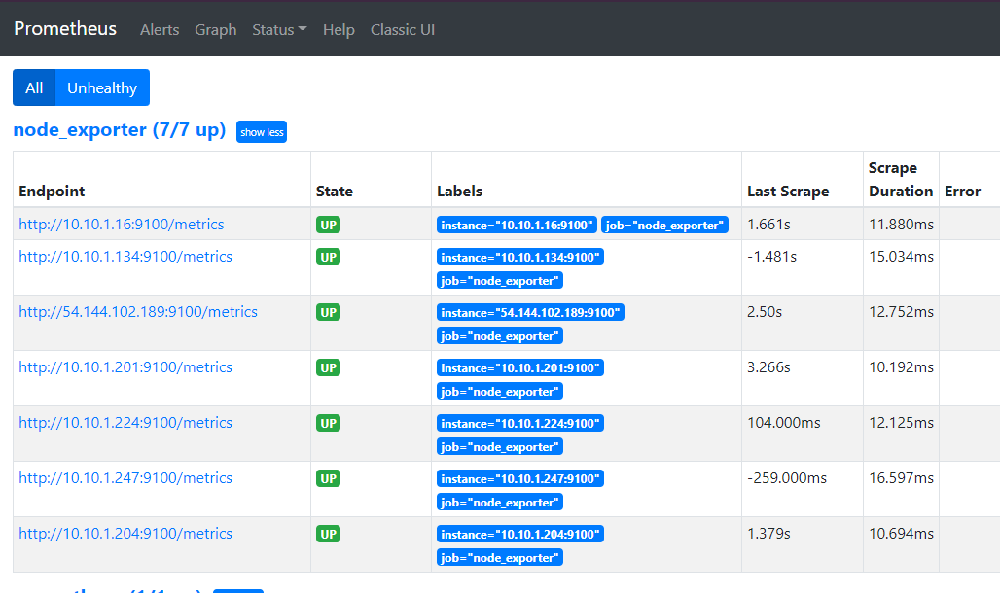 Prometheus Alerts Graph Status Help Classic UI
All Unhealthy
node_exporter (7/7 up) show less
Endpoint State Labels Last Scrape Scrape Duration Error
http://10.10.1.16:9100/metrics UP instance="10.10.1.16:9100" job="node_exporter" 1.661s 11.880ms
http://10.10.1.134:9100/metrics UP instance="10.10.1.134:9100" -1.481s 15.034ms
job="node_exporter"
http://54.144.102.189:9100/metrics UP instance="54.144.102.189:9100" 2.50s 12.752ms
job="node_exporter"
http://10.10.1.201:9100/metrics UP instance="10.10.1.201:9100" 3.266s 10.192ms
job="node_exporter"
http://10.10.1.224:9100/metrics UP instance="10.10.1.224:9100" 104.000ms 12.125ms
job="node_exporter"
http://10.10.1.247:9100/metrics UP instance="10.10.1.247:9100" -259.000ms 16.597ms
job="node_exporter"
http://10.10.1.204:9100/metrics UP instance="10.10.1.204:9100" 1.379s 10.694ms
job="node_exporter"